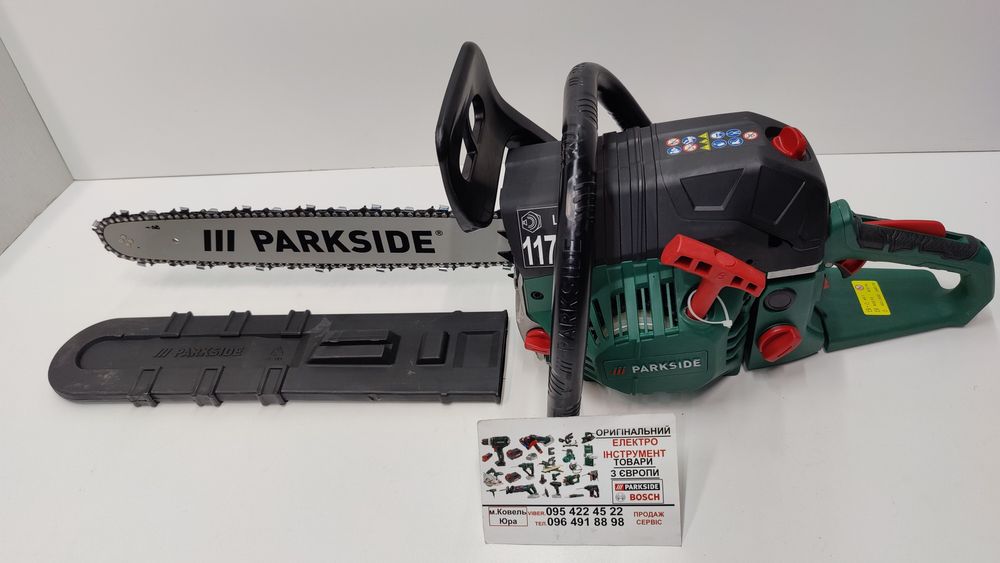 PARKSIDE®
L
117
PARKSIDE
PARKSIDE
PARKSIDE
ОРИГІНАЛЬНИЙ
ЕЛЕКТРО
ІНСТРУМЕНТ
ТОВАРИ
З ЄВРОПИ
PARKSIDE
BOSCH
м.Ковель
Юра
VIBER. 095 422 45 22
ТЕЛ. 096 491 88 98
ПРОДАЖ
СЕРВІС